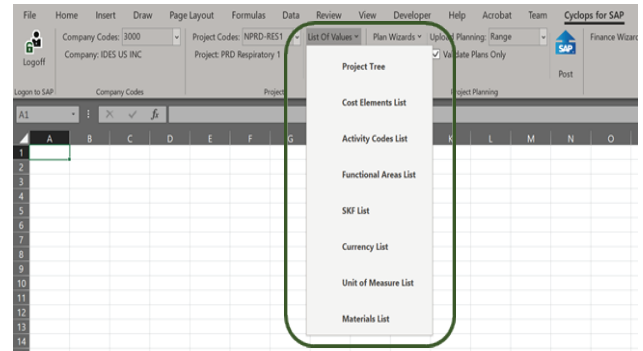 File Home Insert Draw Page Layout Formulas Data Review View Developer Help Acrobat Team Cyclops for SAP
Company Codes: 3000 Project Codes: NPRD-RES1 List Of Values Plan Wizards Upload Planning: Range Finance Wizard
Logoff Company: IDES US INC Project: PRD Respiratory 1 Validate Plans Only SAP
Post
Logon to SAP Company Codes Project Planning
Project Tree
Cost Elements List
Activity Codes List
Functional Areas List
SKF List
Currency List
Unit of Measure List
Materials List
A1 fx
A B C D E F G K L M N O
1
2
3
4
5
6
7
8
9
10
11
12
13
14